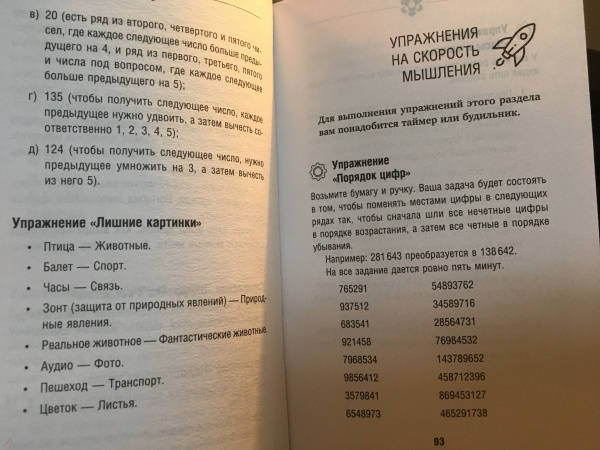 в) 20 (есть ряд из второго, четвертого и пятого чи-
сел, где каждое следующее число больше преды-
дущего на 4, и ряд из первого, третьего, пятого
и числа под вопросом, где каждое следующее
больше предыдущего на 5);
г) 135 (чтобы получить следующее число, каждое
предыдущее нужно удвоить, а затем вычесть со-
ответственно 1, 2, 3, 4, 5);
д) 124 (чтобы получить следующее число, нужно
предыдущее умножить на 3, а затем вычесть
из него 5).
Упражнение «Лишние картинки»
• Птица — Животные.
• Балет — Спорт.
• Часы — Связь.
• Зонт (защита от природных явлений) — Природ-
ные явления.
• Реальное животное — Фантастические животные.
• Аудио — Фото.
• Пешеход — Транспорт.
• Цветок — Листья.
УПРАЖНЕНИЯ
НА СКОРОСТЬ
МЫШЛЕНИЯ
Для выполнения упражнений этого раздела
вам понадобится таймер или будильник.
Упражнение
«Порядок цифр»
Возьмите бумагу и ручку. Ваша задача будет состоять
в том, чтобы поменять местами цифры в следующих
рядах так, чтобы сначала шли все нечетные цифры
в порядке возрастания, а затем все четные в порядке
убывания.
Например: 281643 преобразуется в 138642.
На все задание дается ровно пять минут.
765291 54893762
937512 34589716
683541 28564731
921458 76984532
7968534 143789652
9856412 458712396
3579841 869453127
6548973 465291738
93